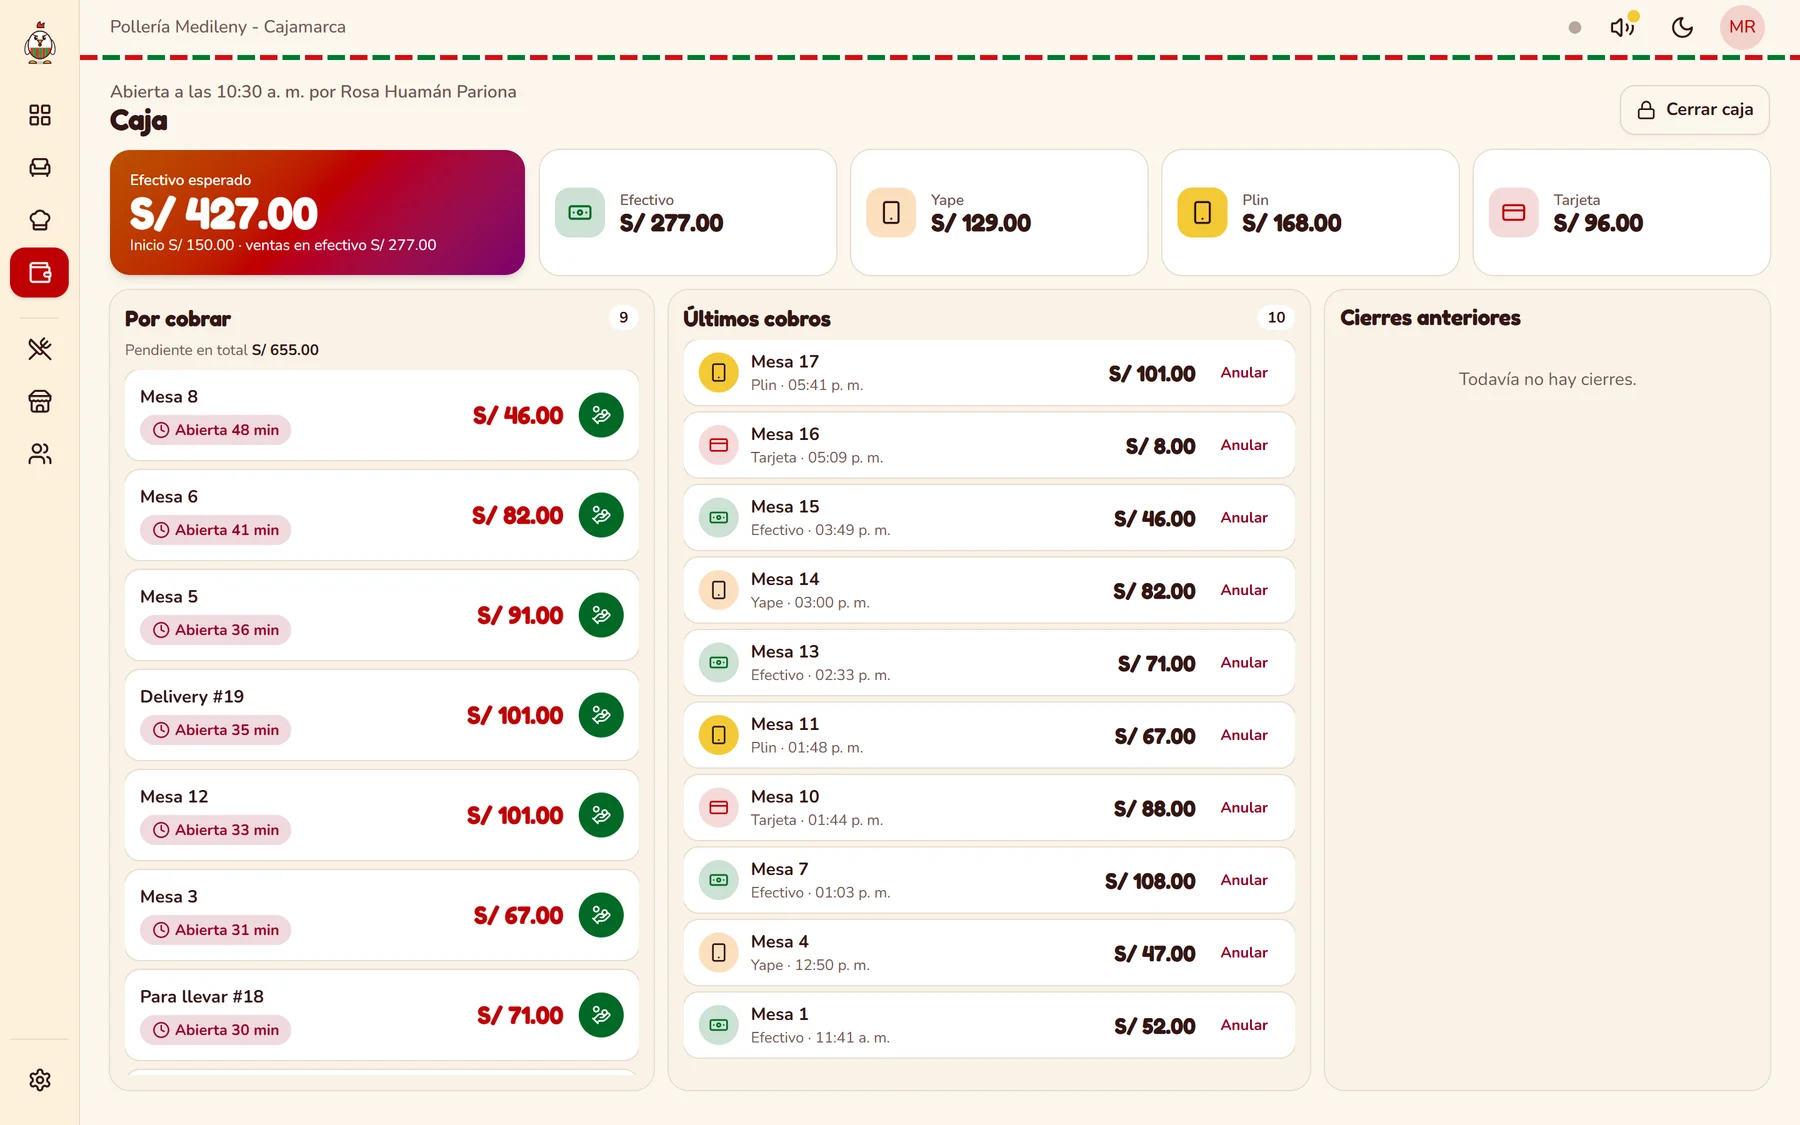 Pollería Medileny - Cajamarca
MR
Abierta a las 10:30 a. m. por Rosa Huamán Pariona
Caja
Cerrar caja
Efectivo esperado
S/ 427.00
Inicio S/ 150.00 · ventas en efectivo S/ 277.00
Efectivo
S/ 277.00
Yape
S/ 129.00
Plin
S/ 168.00
Tarjeta
S/ 96.00
Por cobrar
9
Pendiente en total S/ 655.00
Mesa 8
Abierta 48 min
S/ 46.00
Mesa 6
Abierta 41 min
S/ 82.00
Mesa 5
Abierta 36 min
S/ 91.00
Delivery #19
Abierta 35 min
S/ 101.00
Mesa 12
Abierta 33 min
S/ 101.00
Mesa 3
Abierta 31 min
S/ 67.00
Para llevar #18
Abierta 30 min
S/ 71.00
Últimos cobros
10
Mesa 17
Plin · 05:41 p. m.
S/ 101.00
Anular
Mesa 16
Tarjeta · 05:09 p. m.
S/ 8.00
Anular
Mesa 15
Efectivo · 03:49 p. m.
S/ 46.00
Anular
Mesa 14
Yape · 03:00 p. m.
S/ 82.00
Anular
Mesa 13
Efectivo · 02:33 p. m.
S/ 71.00
Anular
Mesa 11
Plin · 01:48 p. m.
S/ 67.00
Anular
Mesa 10
Tarjeta · 01:44 p. m.
S/ 88.00
Anular
Mesa 7
Efectivo · 01:03 p. m.
S/ 108.00
Anular
Mesa 4
Yape · 12:50 p. m.
S/ 47.00
Anular
Mesa 1
Efectivo · 11:41 a. m.
S/ 52.00
Anular
Cierres anteriores
Todavía no hay cierres.